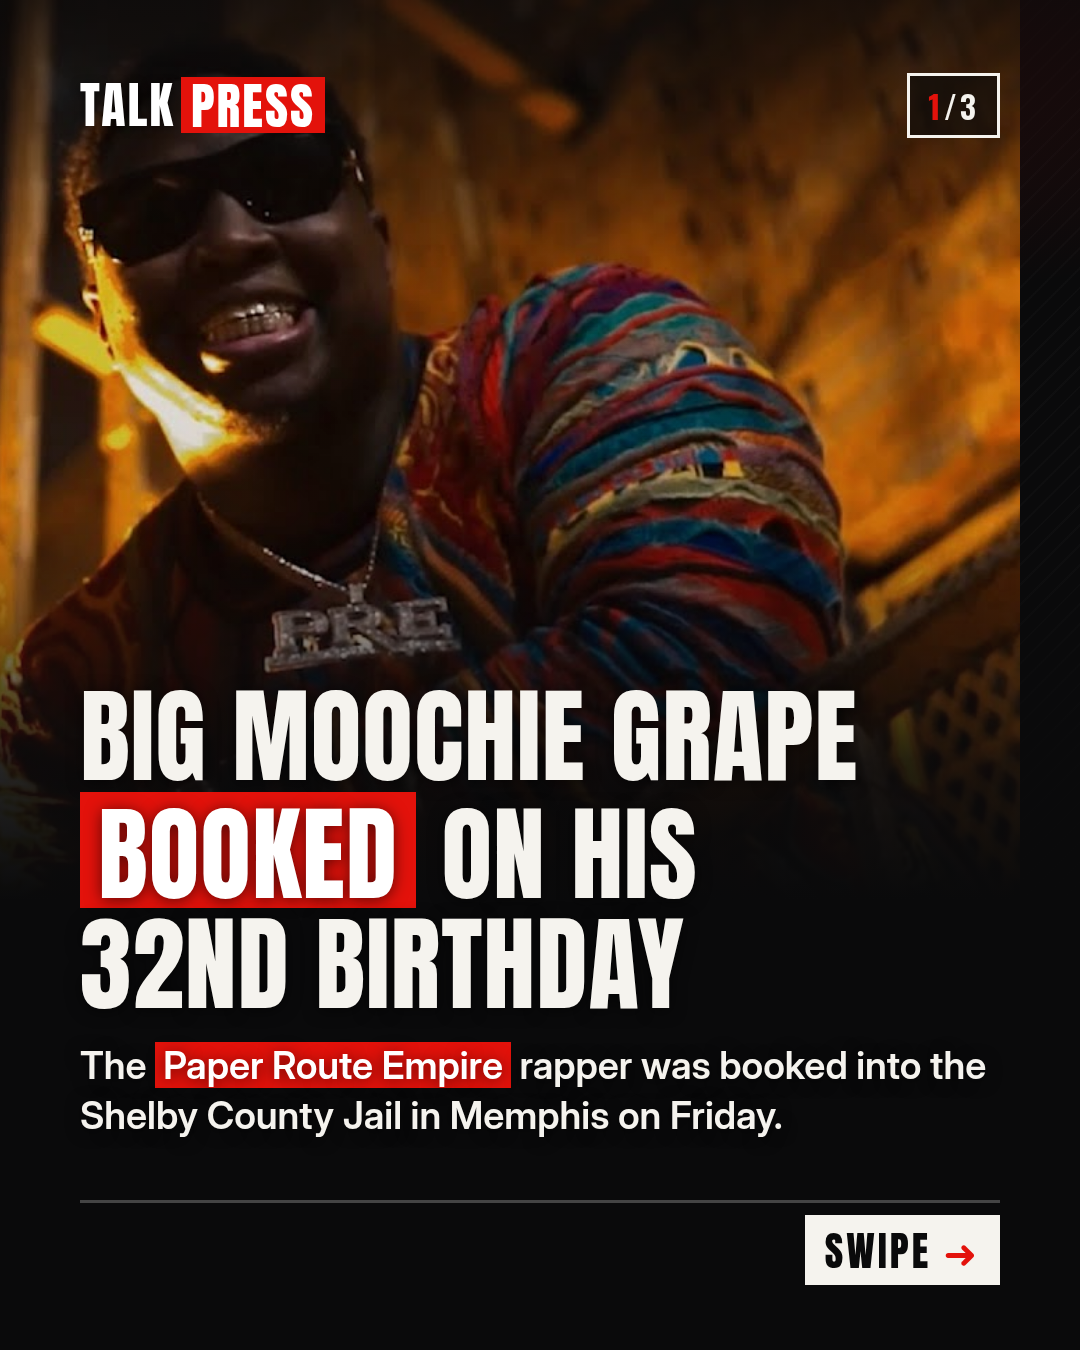 TALK PRESS
1/3
PRE
BIG MOOCHIE GRAPE
BOOKED ON HIS
32ND BIRTHDAY
The Paper Route Empire rapper was booked into the
Shelby County Jail in Memphis on Friday.
SWIPE →